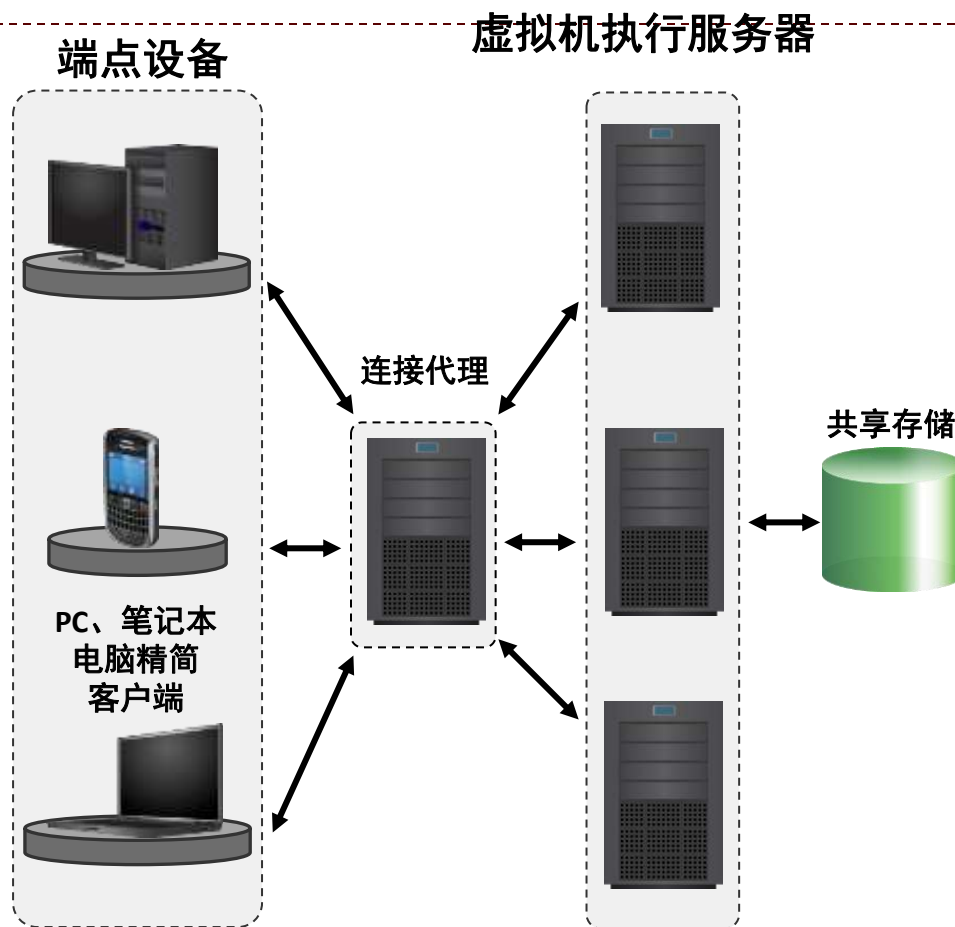 端点设备
虚拟机执行服务器
连接代理
共享存储
PC、笔记本
电脑精简
客户端